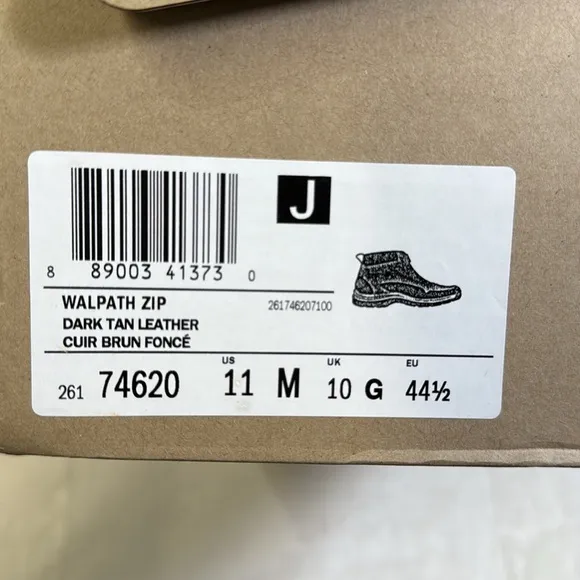 J
8 89003 41373 0
WALPATH ZIP 261746207100
DARK TAN LEATHER
CUIR BRUN FONCÉ
US UK EU
261 74620 11 M 10 G 44½